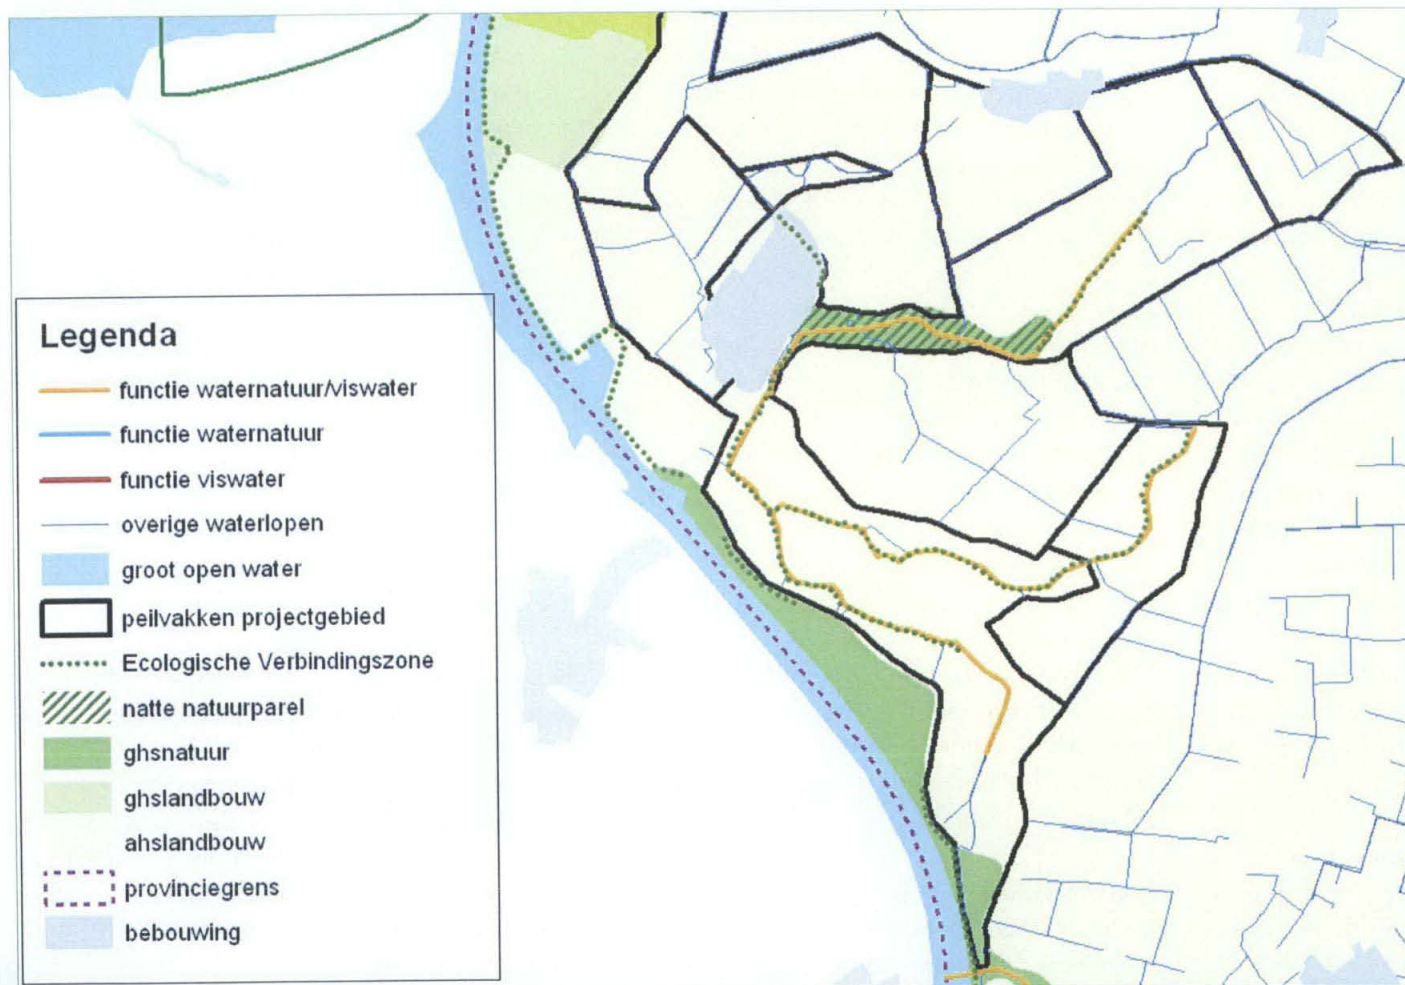 Legenda
functie waternatuur/viswater
functie waternatuur
functie viswater
overige waterlopen
groot open water
peilvakken projectgebied
Ecologische Verbindingszone
natte natuurparel
ghsnatuur
ghslandbouw
ahslandbouw
provinciegrens
bebouwing